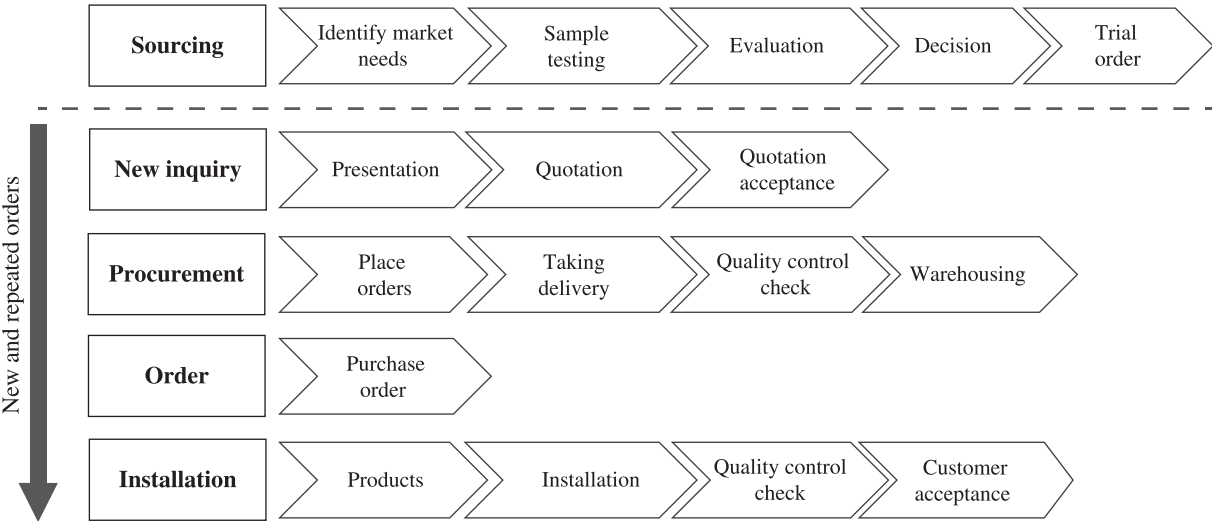 Sourcing
Identify market
needs
Sample
testing
Evaluation
Decision
Trial
order
New and repeated orders
New inquiry
Presentation
Quotation
Quotation
acceptance
Procurement
Place
orders
Taking
delivery
Quality control
check
Warehousing
Order
Purchase
order
Installation
Products
Installation
Quality control
check
Customer
acceptance